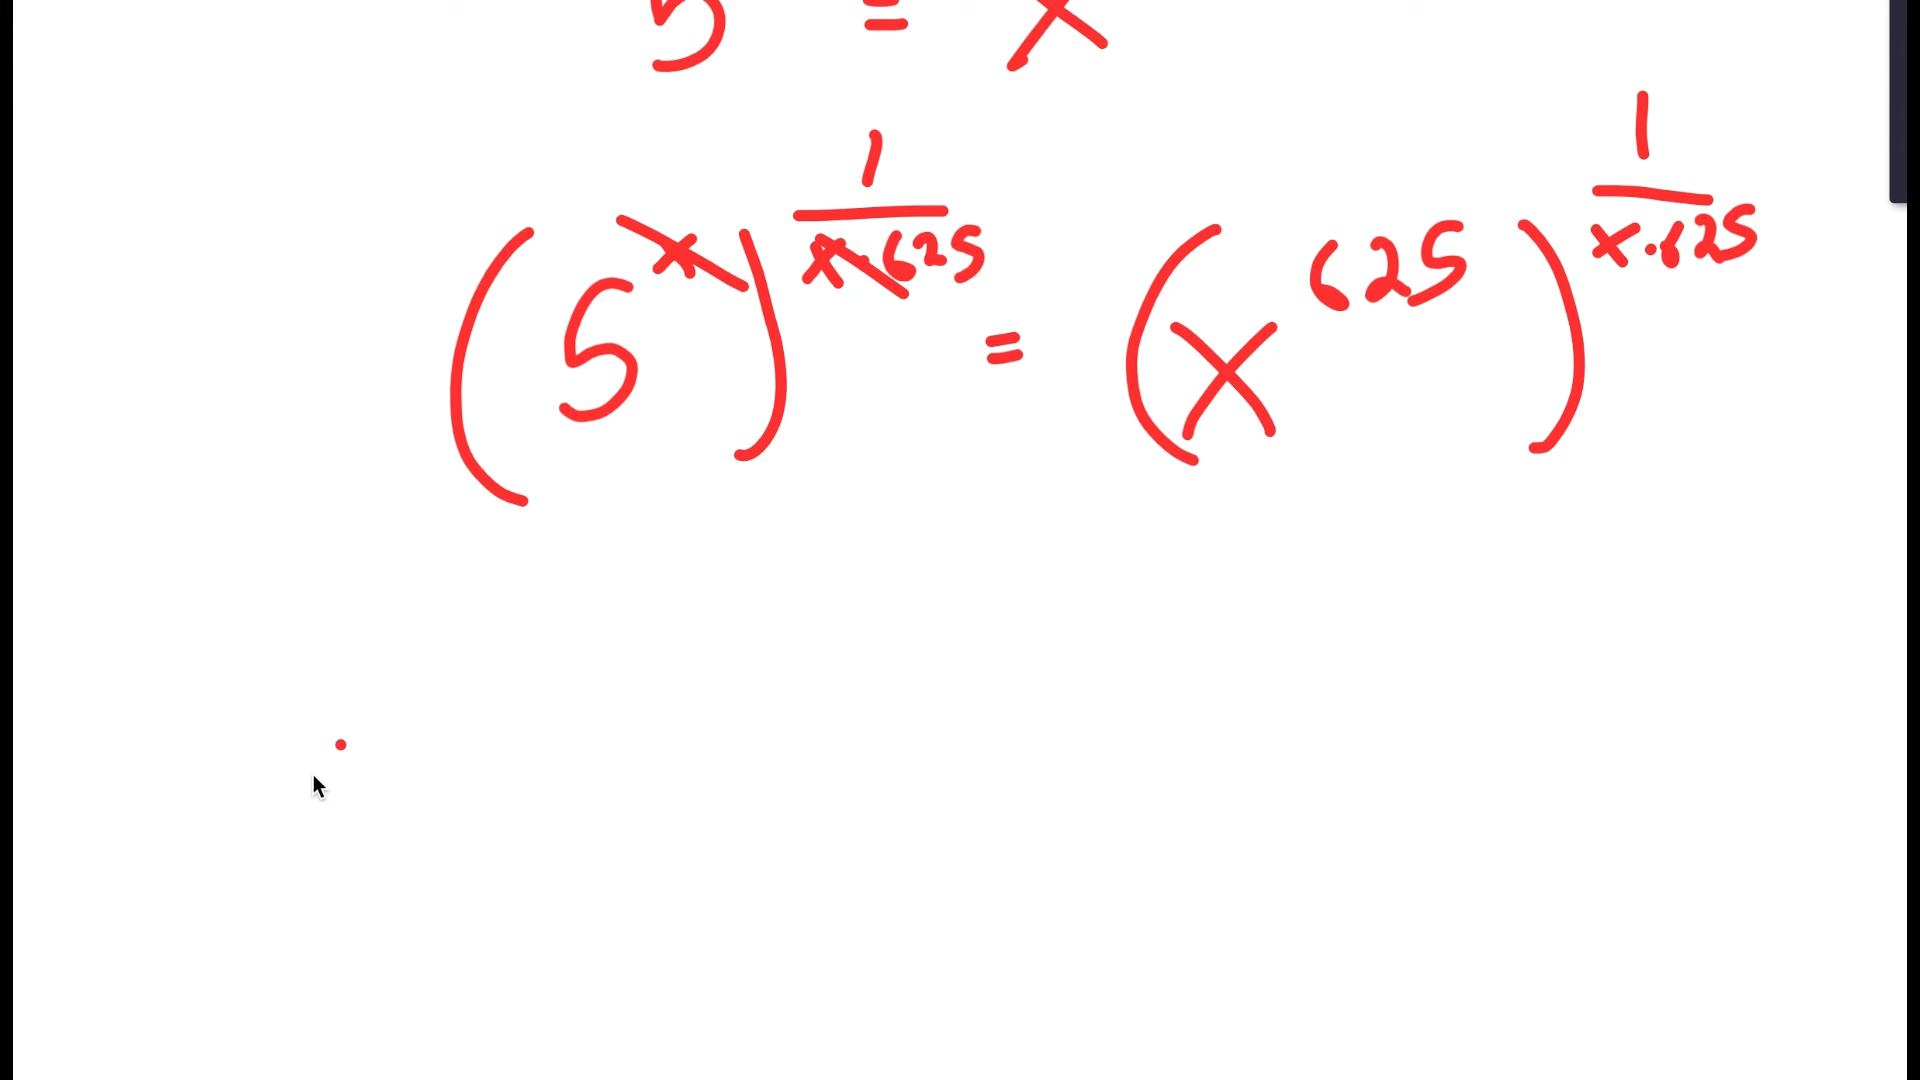 5 = x
(5^x)^(1/(x·625)) = (x^625)^(1/(x·625))